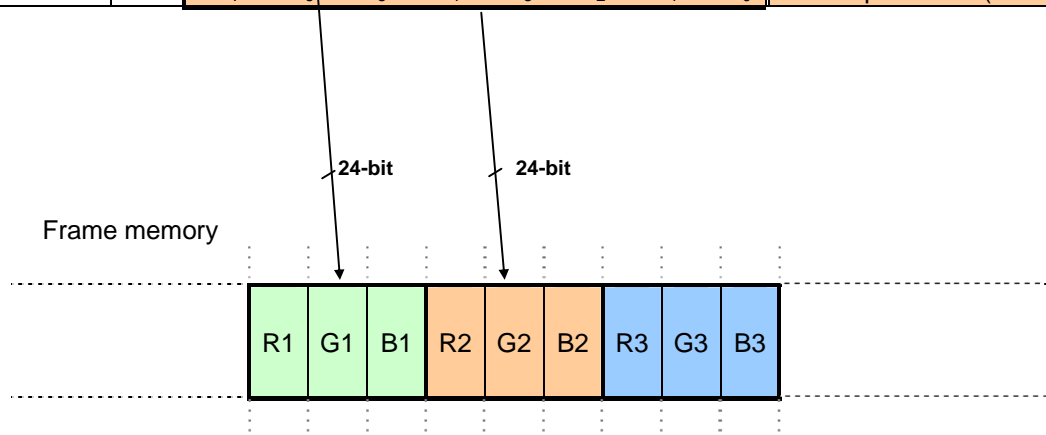 24-bit 24-bit
Frame memory
R1 G1 B1 R2 G2 B2 R3 G3 B3